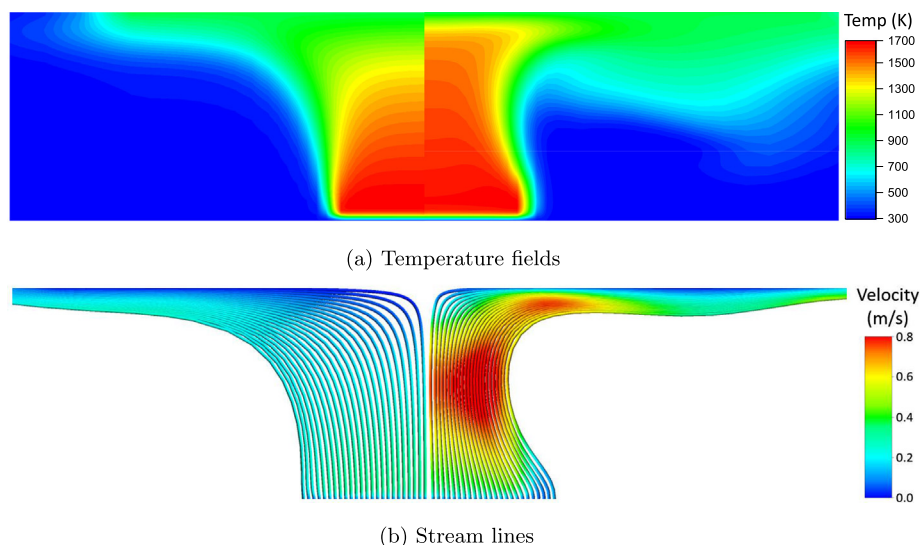 Temp (K)
1700
1500
1300
1100
900
700
500
300
(a) Temperature fields
Velocity
(m/s)
0.8
0.6
0.4
0.2
0.0
(b) Stream lines